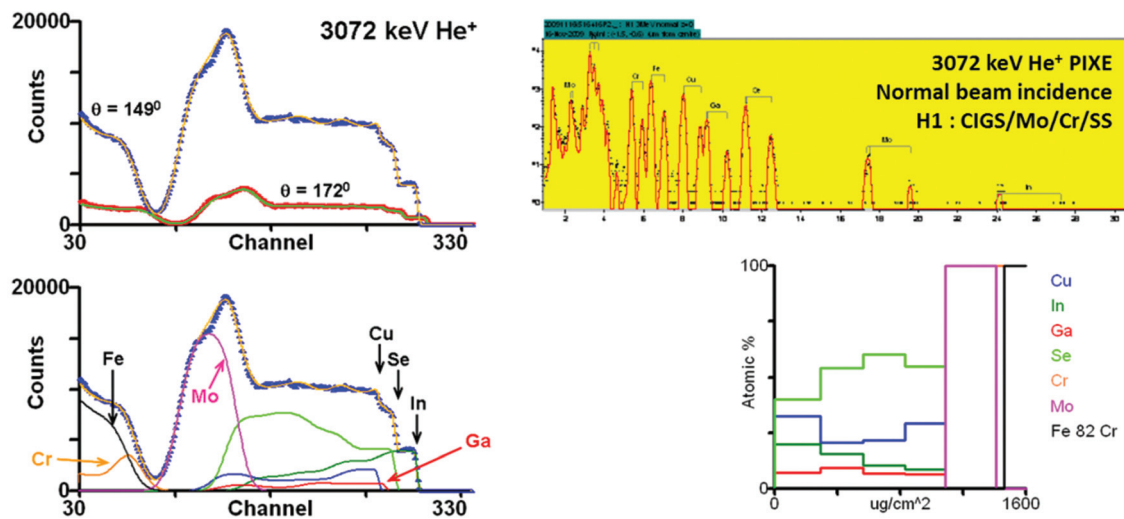 20000
3072 keV He⁺
Counts
θ = 149⁰
θ = 172⁰
0
30
Channel
330
3072 keV He⁺ PIXE
Normal beam incidence
H1 : CIGS/Mo/Cr/SS
Mo
Cr
Fe
Cu
Ga
Cr
Mo
In
2
4
6
8
10
12
14
16
18
20
22
24
26
28
30
20000
Counts
Fe
Mo
Cu
Se
In
Cr
Ga
0
30
Channel
330
100
Atomic %
0
0
ug/cm^2
1600
Cu
In
Ga
Se
Cr
Mo
Fe 82 Cr